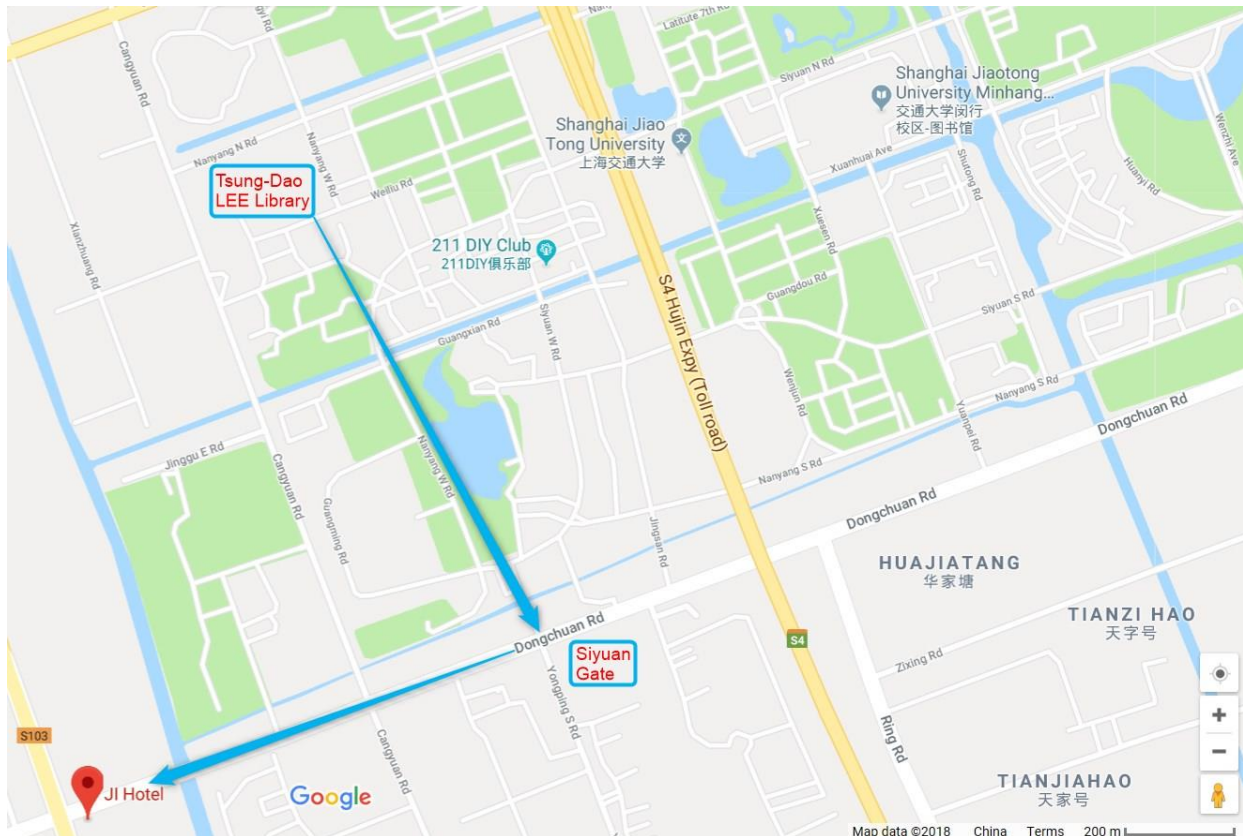 Cangyuan Rd
Latitute 7th Rd
Siyuan N Rd
Shanghai Jiaotong
University Minhang...
交通大学闵行
校区-图书馆
Wenzhi Ave
Nanyang N Rd
Nanyang W Rd
Shanghai Jiao
Tong University
上海交通大学
Xuanhuai Ave
Shutong Rd
Huanyi Rd
Tsung-Dao
LEE Library
Weiliu Rd
Xianzhuang Rd
211 DIY Club
211DIY俱乐部
Xuesen Rd
S4 Hujin Expy (Toll road)
Guangdou Rd
Siyuan S Rd
Guangxian Rd
Siyuan W Rd
Wenjun Rd
Nanyang S Rd
Yuanpei Rd
Dongchuan Rd
Jinggu E Rd
Nanyang W Rd
Cangyuan Rd
Guangming Rd
Nanyang S Rd
Jingsan Rd
Dongchuan Rd
HUAJIATANG
华家塘
TIANZI HAO
天字号
Dongchuan Rd
S4
Siyuan
Gate
Yongping S Rd
Zixing Rd
S103
Cangyuan Rd
Ring Rd
JI Hotel
Google
TIANJIAHAO
天家号
Map data ©2018 China Terms 200 m